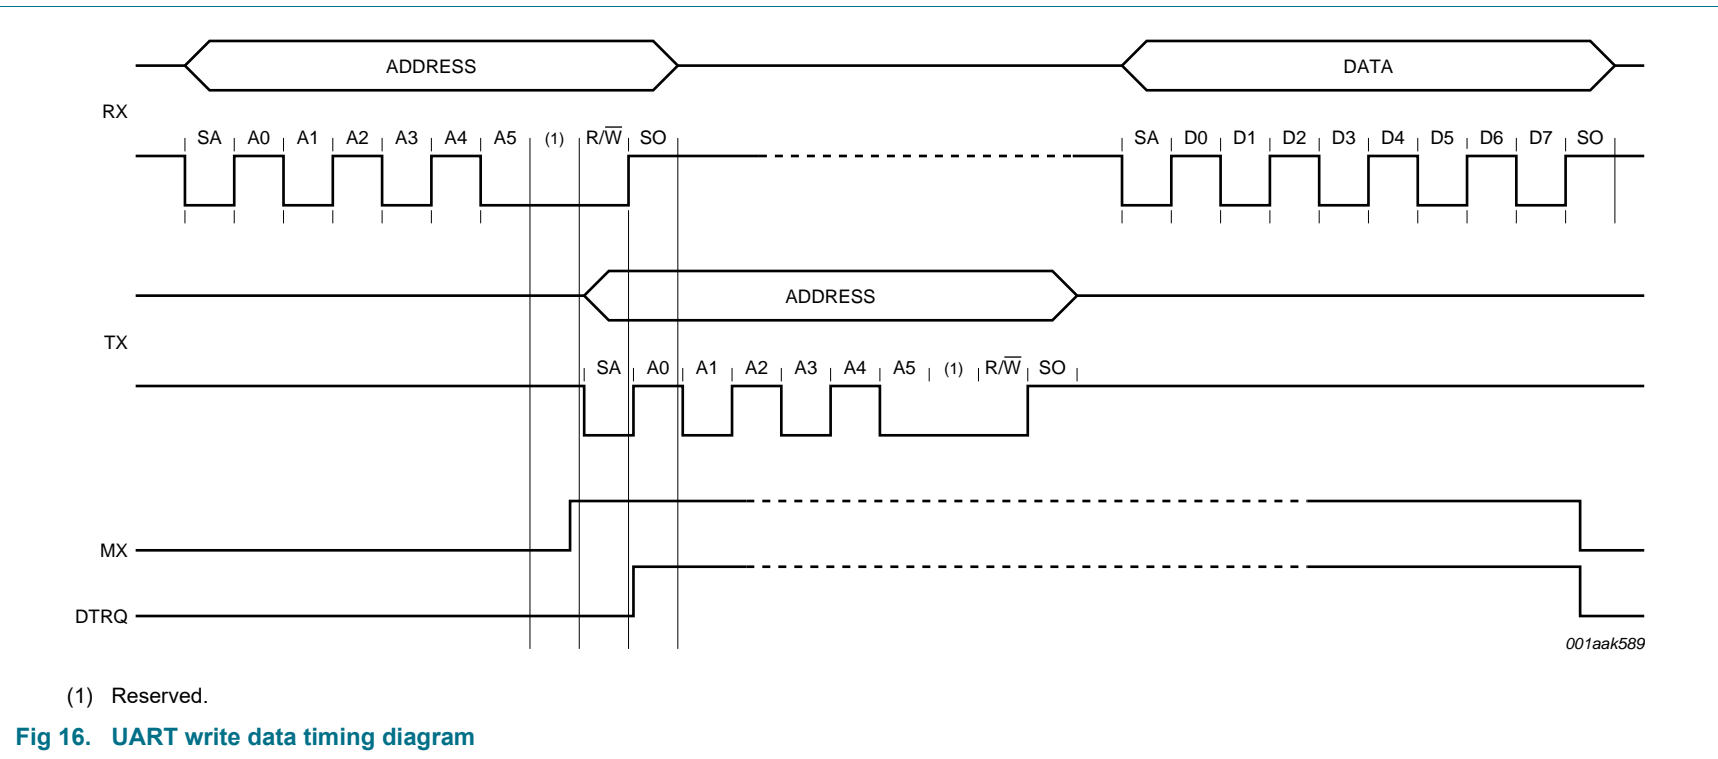 ADDRESS DATA
RX
SA A0 A1 A2 A3 A4 A5 (1) R/W̅ SO SA D0 D1 D2 D3 D4 D5 D6 D7 SO
ADDRESS
TX
SA A0 A1 A2 A3 A4 A5 (1) R/W̅ SO
MX
DTRQ
001aak589
(1) Reserved.
Fig 16. UART write data timing diagram